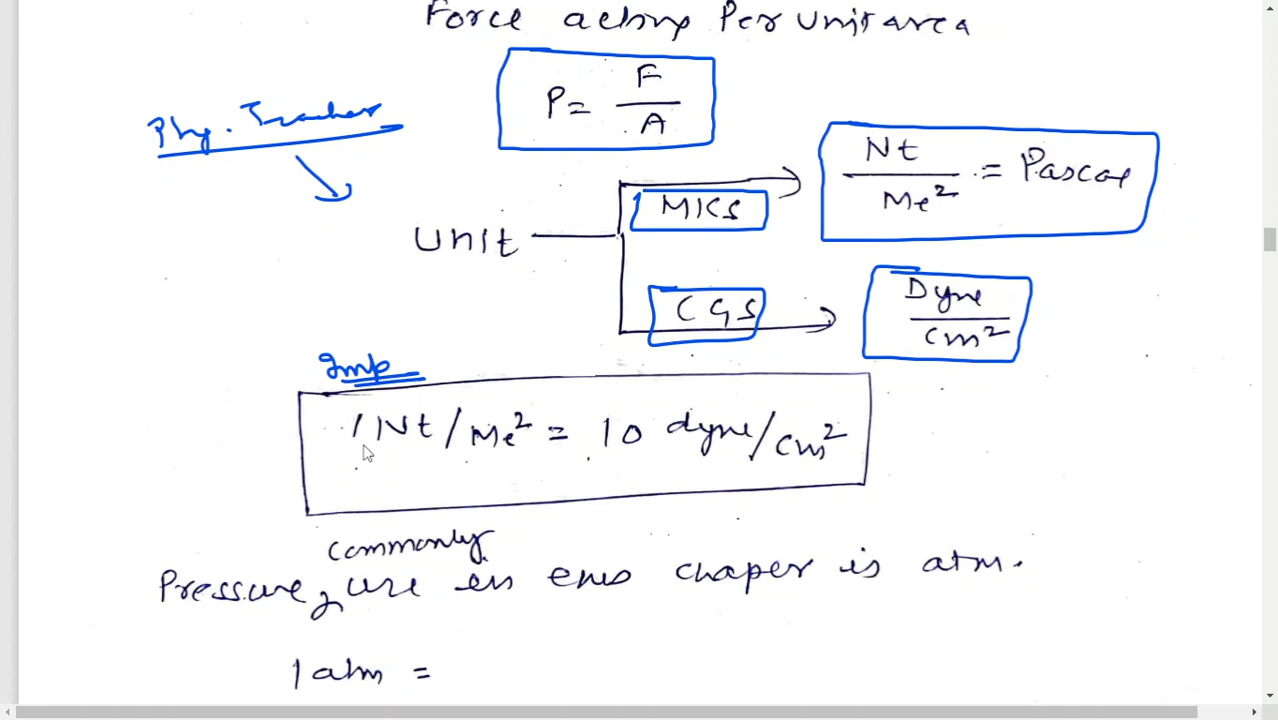 Force acting Per unit area
P = F / A
Phy. Teacher
Nt / Me² = Pascal
MKS
Unit
CGS
Dyne / cm²
Imp
1 Nt / Me² = 10 dyne / cm²
commonly
Pressure, use in this chaper is atm.
1 atm =